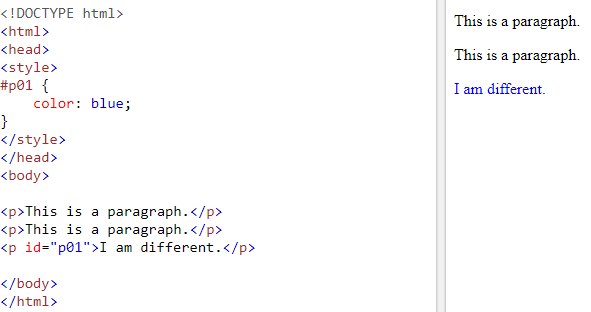 <!DOCTYPE html>
<html>
<head>
<style>
#p01 {
    color: blue;
}
</style>
</head>
<body>

<p>This is a paragraph.</p>
<p>This is a paragraph.</p>
<p id="p01">I am different.</p>

</body>
</html>
This is a paragraph.
This is a paragraph.
I am different.